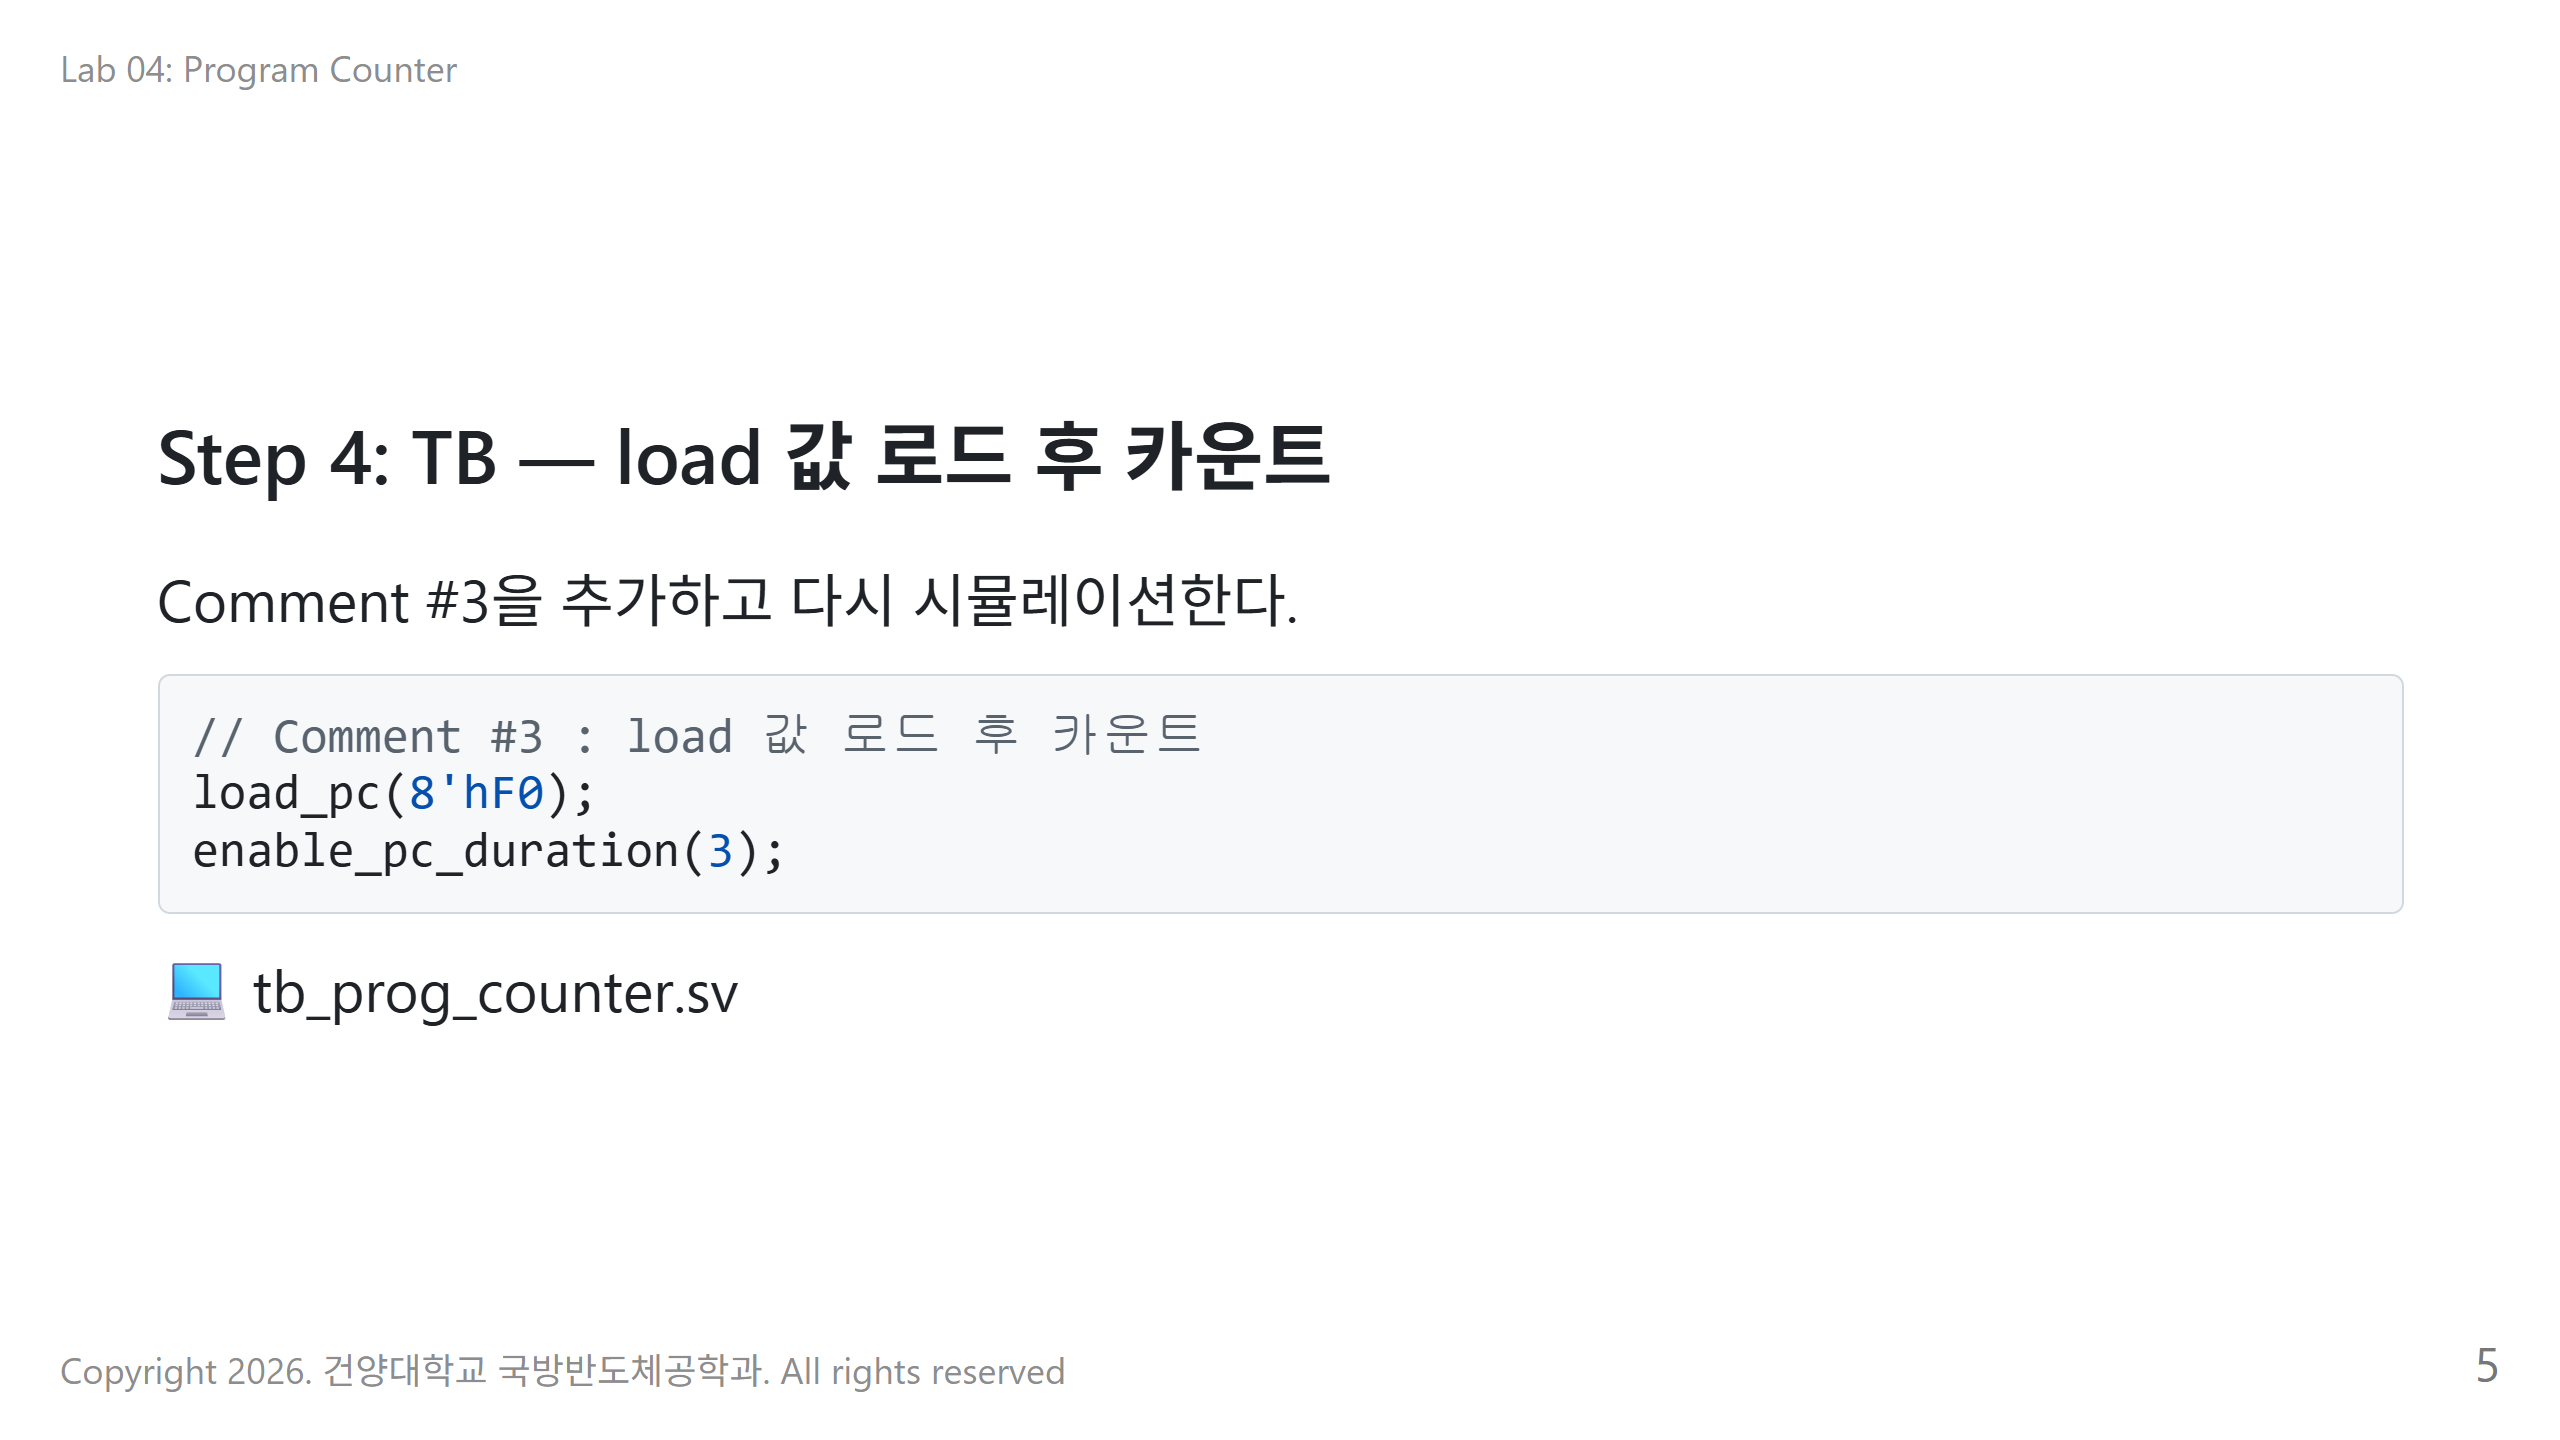 Lab 04: Program Counter
Step 4: TB — load 값 로드 후 카운트
Comment #3을 추가하고 다시 시뮬레이션한다.
// Comment #3 : load 값 로드 후 카운트
load_pc(8'hF0);
enable_pc_duration(3);
tb_prog_counter.sv
Copyright 2026. 건양대학교 국방반도체공학과. All rights reserved
5